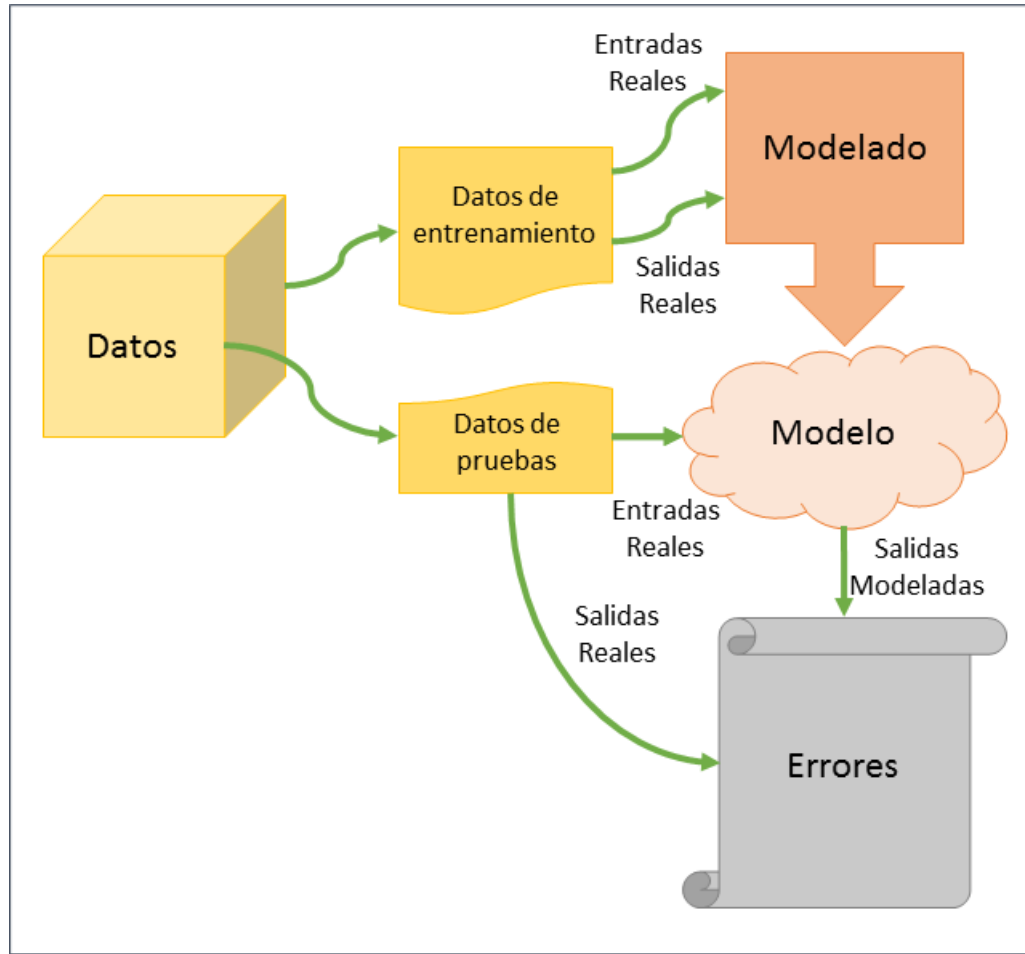 Entradas
Reales
Modelado
Datos de
entrenamiento
Salidas
Reales
Datos
Datos de
pruebas
Modelo
Entradas
Reales
Salidas
Modeladas
Salidas
Reales
Errores